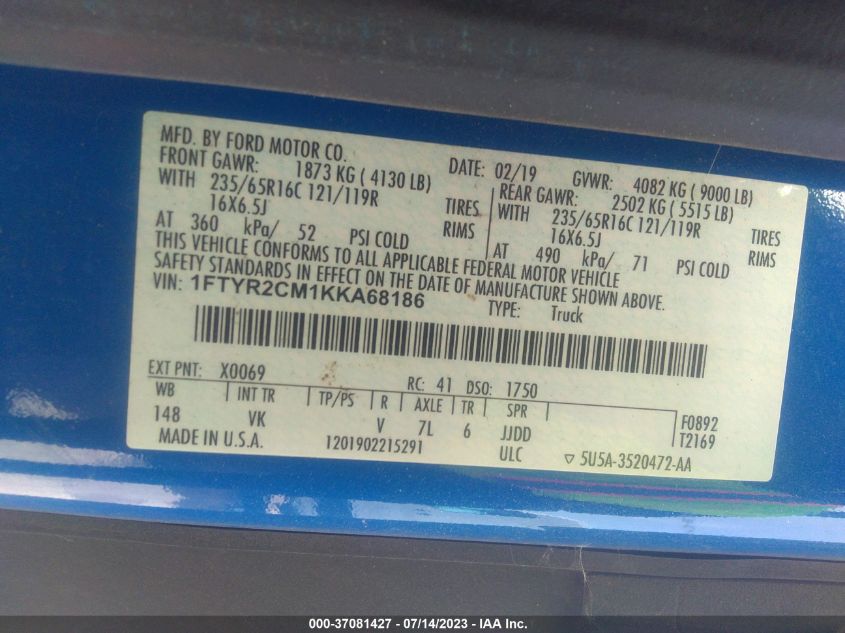 MFD. BY FORD MOTOR CO.
DATE: 02/19 GVWR: 4082 KG ( 9000 LB)
FRONT GAWR: 1873 KG ( 4130 LB)
REAR GAWR: 2502 KG ( 5515 LB)
WITH 235/65R16C 121/119R TIRES
WITH 235/65R16C 121/119R TIRES
16X6.5J RIMS
16X6.5J RIMS
AT 360 kPa/ 52 PSI COLD
AT 490 kPa/ 71 PSI COLD
THIS VEHICLE CONFORMS TO ALL APPLICABLE FEDERAL MOTOR VEHICLE
SAFETY STANDARDS IN EFFECT ON THE DATE OF MANUFACTURE SHOWN ABOVE.
VIN: 1FTYR2CM1KKA68186 TYPE: Truck
EXT PNT: X0069 RC: 41 DSO: 1750
WB INT TR TP/PS R AXLE TR SPR
148 VK V 7L 6 JJDD
F0892
T2169
MADE IN U.S.A. 1201902215291 ULC ▽ 5U5A-3520472-AA
000-37081427 - 07/14/2023 - IAA Inc.